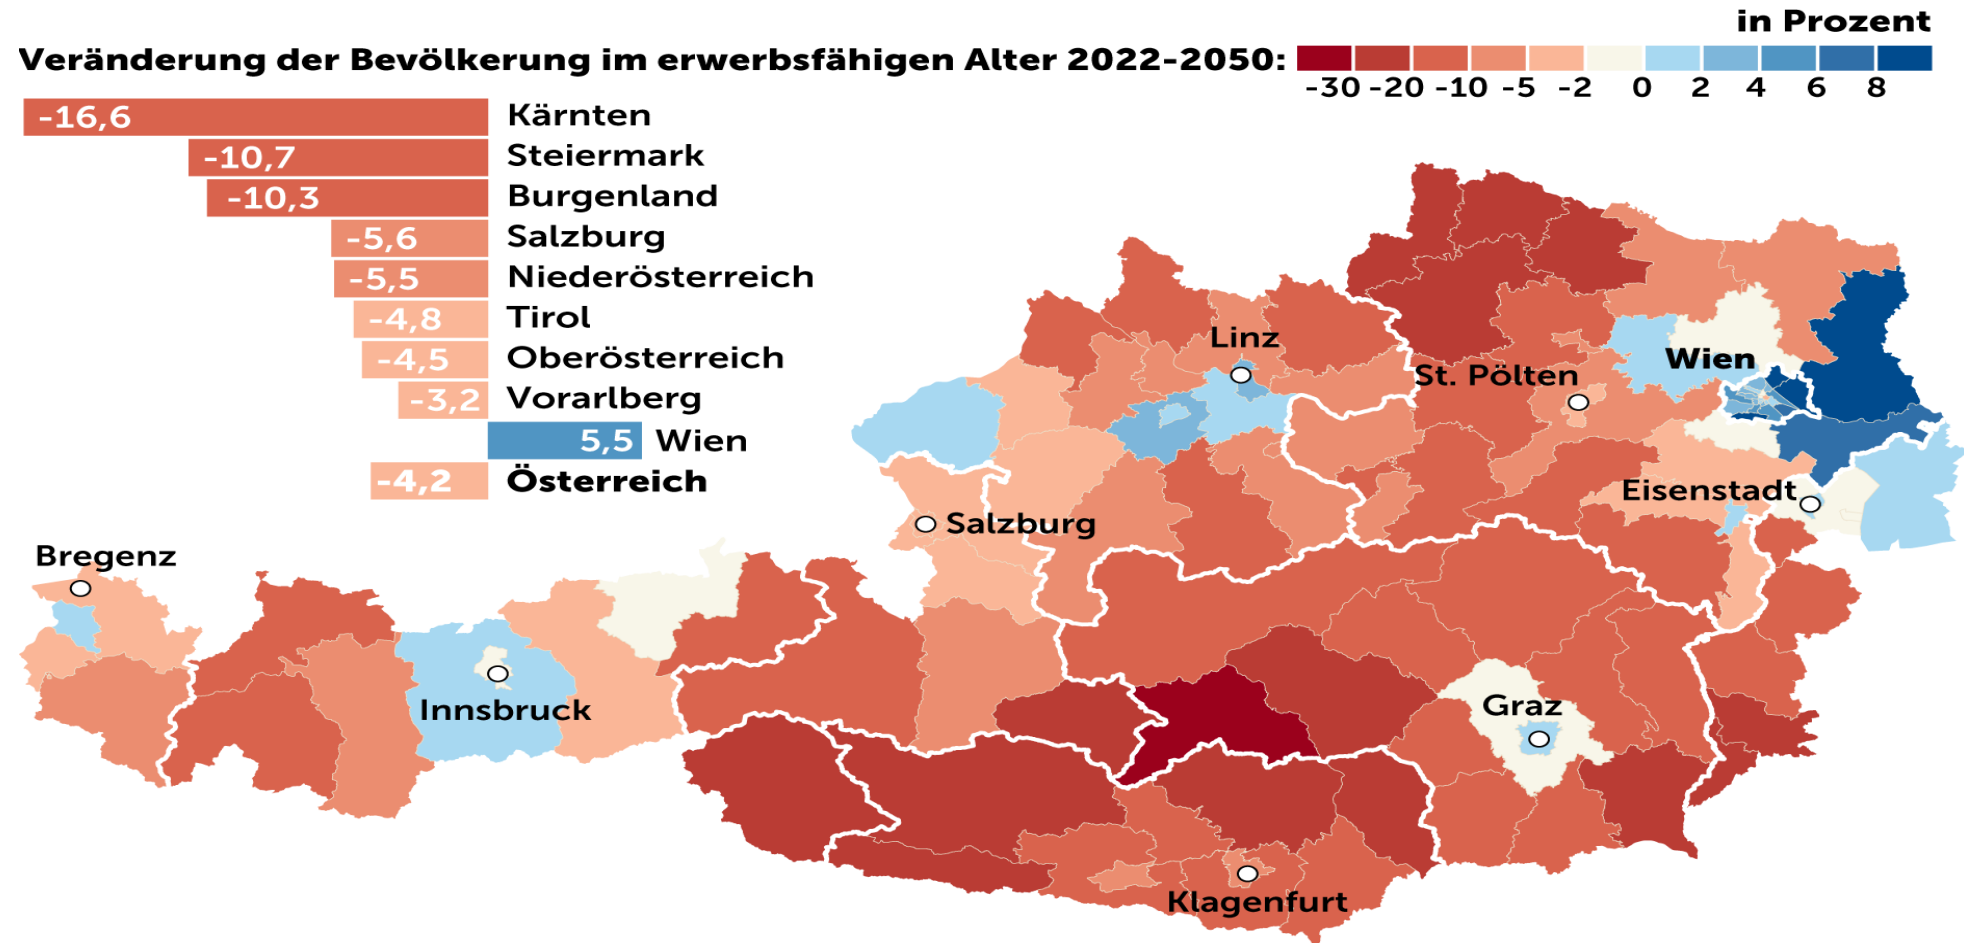 in Prozent
Veränderung der Bevölkerung im erwerbsfähigen Alter 2022-2050:
-30 -20 -10 -5 -2 0 2 4 6 8
-16,6 Kärnten
-10,7 Steiermark
-10,3 Burgenland
-5,6 Salzburg
-5,5 Niederösterreich
-4,8 Tirol
-4,5 Oberösterreich
-3,2 Vorarlberg
5,5 Wien
-4,2 Österreich
Linz
Wien
St. Pölten
Eisenstadt
Salzburg
Bregenz
Innsbruck
Graz
Klagenfurt